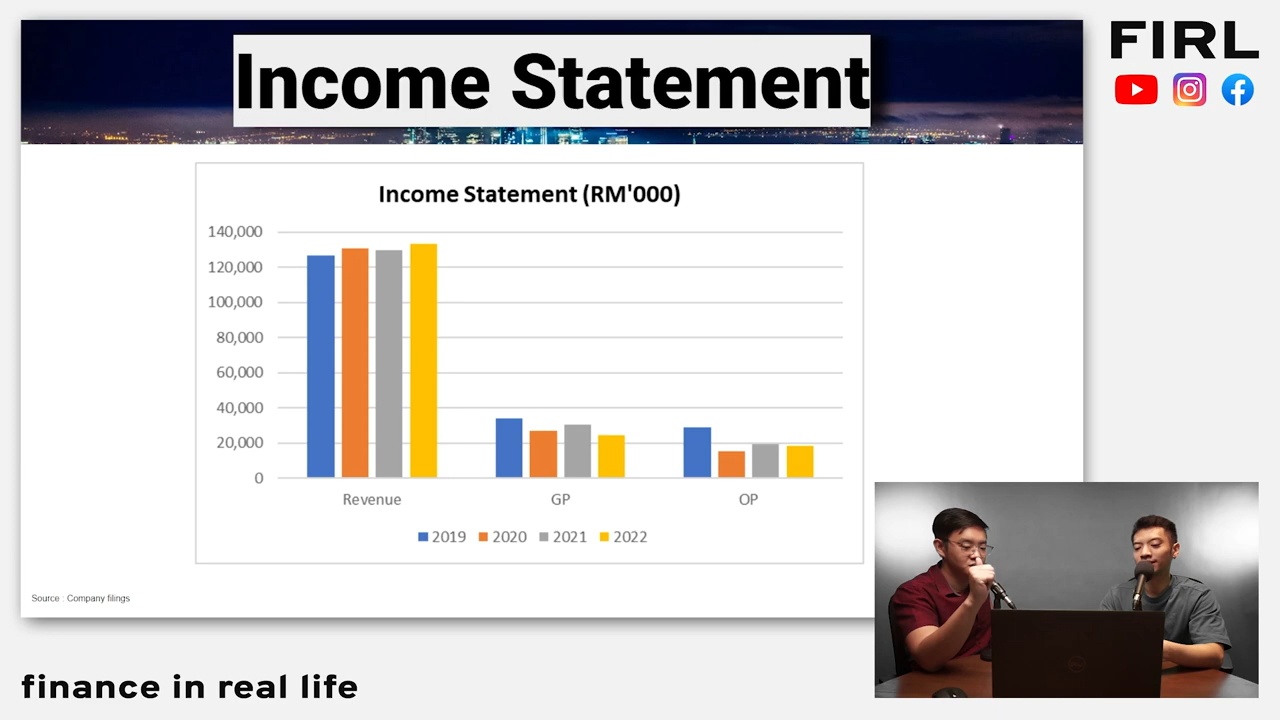 FIRL
Income Statement
Income Statement (RM'000)
140,000
120,000
100,000
80,000
60,000
40,000
20,000
0
Revenue GP OP
2019 2020 2021 2022
Source : Company filings
finance in real life